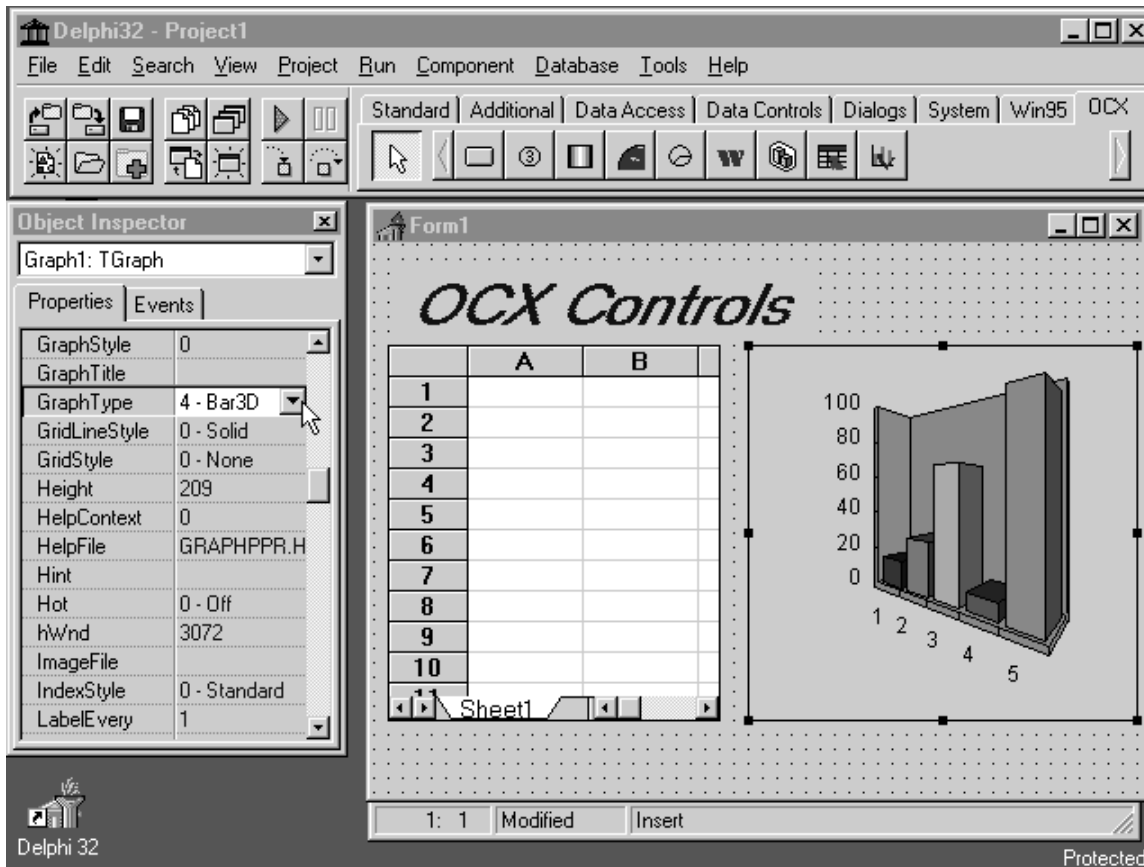 Delphi32 - Project1
File Edit Search View Project Run Component Database Tools Help
Standard Additional Data Access Data Controls Dialogs System Win95 OCX
3
Object Inspector
Graph1: TGraph
Properties Events
GraphStyle 0
GraphTitle
GraphType 4 - Bar3D
GridLineStyle 0 - Solid
GridStyle 0 - None
Height 209
HelpContext 0
HelpFile GRAPHPPR.H
Hint
Hot 0 - Off
hWnd 3072
ImageFile
IndexStyle 0 - Standard
LabelEvery 1
Form1
OCX Controls
A B
1
2
3
4
5
6
7
8
9
10
11
Sheet1
100
80
60
40
20
0
1 2 3 4 5
1: 1 Modified Insert
Delphi 32
Protected